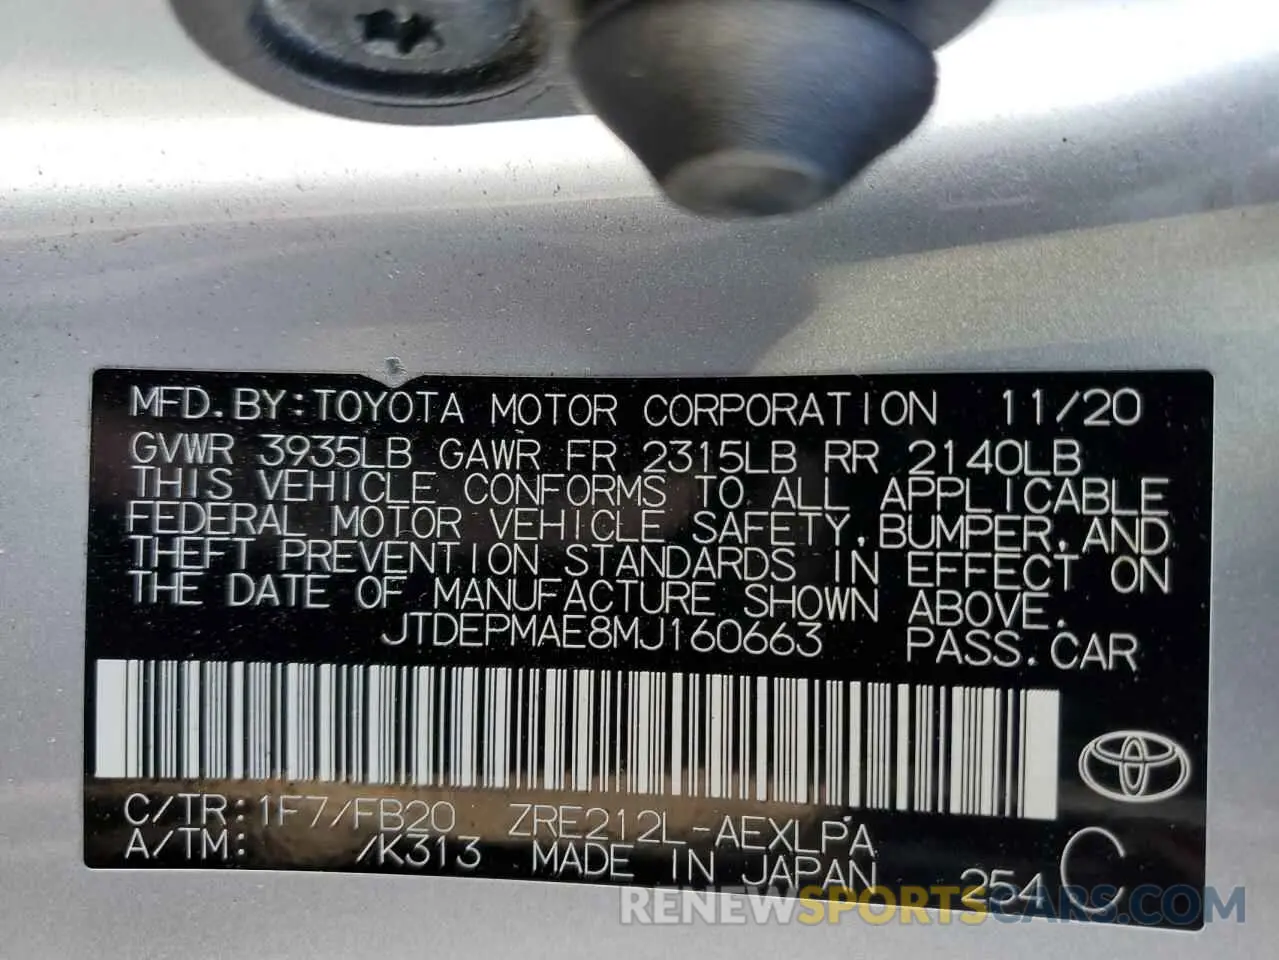 MFD.BY:TOYOTA MOTOR CORPORATION 11/20
GVWR 3935LB GAWR FR 2315LB RR 2140LB
THIS VEHICLE CONFORMS TO ALL APPLICABLE
FEDERAL MOTOR VEHICLE SAFETY,BUMPER,AND
THEFT PREVENTION STANDARDS IN EFFECT ON
THE DATE OF MANUFACTURE SHOWN ABOVE.
JTDEPMAE8MJ160663 PASS.CAR
C/TR:1F7/FB20 ZRE212L-AEXLPA
A/TM: /K313 MADE IN JAPAN 254 C
RENEWSPORTSCARS.COM